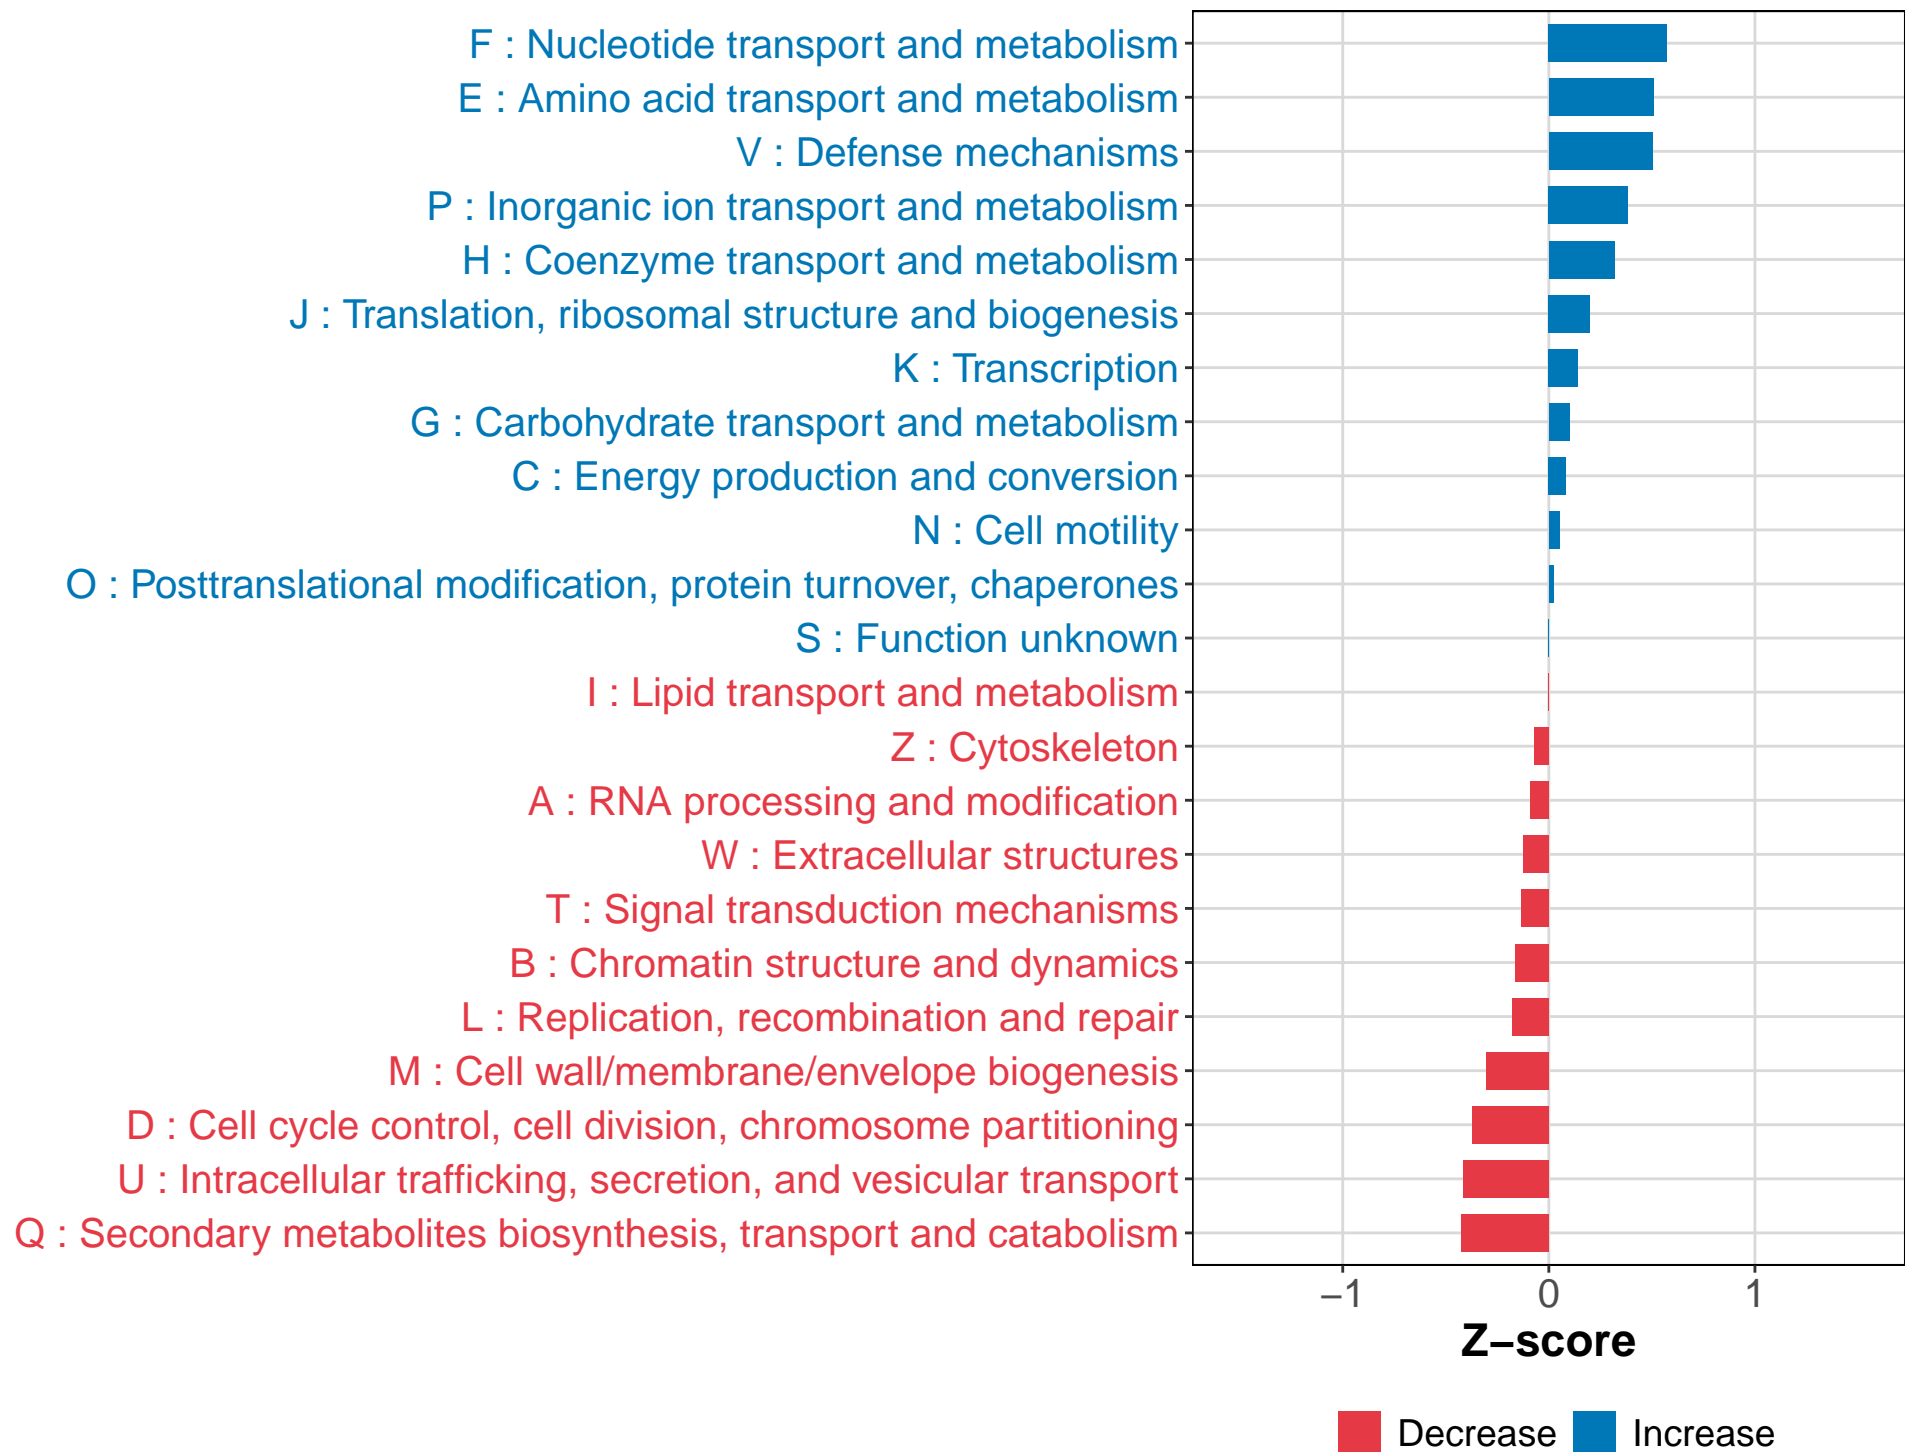 F : Nucleotide transport and metabolism
E : Amino acid transport and metabolism
V : Defense mechanisms
P : Inorganic ion transport and metabolism
H : Coenzyme transport and metabolism
J : Translation, ribosomal structure and biogenesis
K : Transcription
G : Carbohydrate transport and metabolism
C : Energy production and conversion
N : Cell motility
O : Posttranslational modification, protein turnover, chaperones
S : Function unknown
I : Lipid transport and metabolism
Z : Cytoskeleton
A : RNA processing and modification
W : Extracellular structures
T : Signal transduction mechanisms
B : Chromatin structure and dynamics
L : Replication, recombination and repair
M : Cell wall/membrane/envelope biogenesis
D : Cell cycle control, cell division, chromosome partitioning
U : Intracellular trafficking, secretion, and vesicular transport
Q : Secondary metabolites biosynthesis, transport and catabolism
−1 0 1
Z−score
Decrease Increase